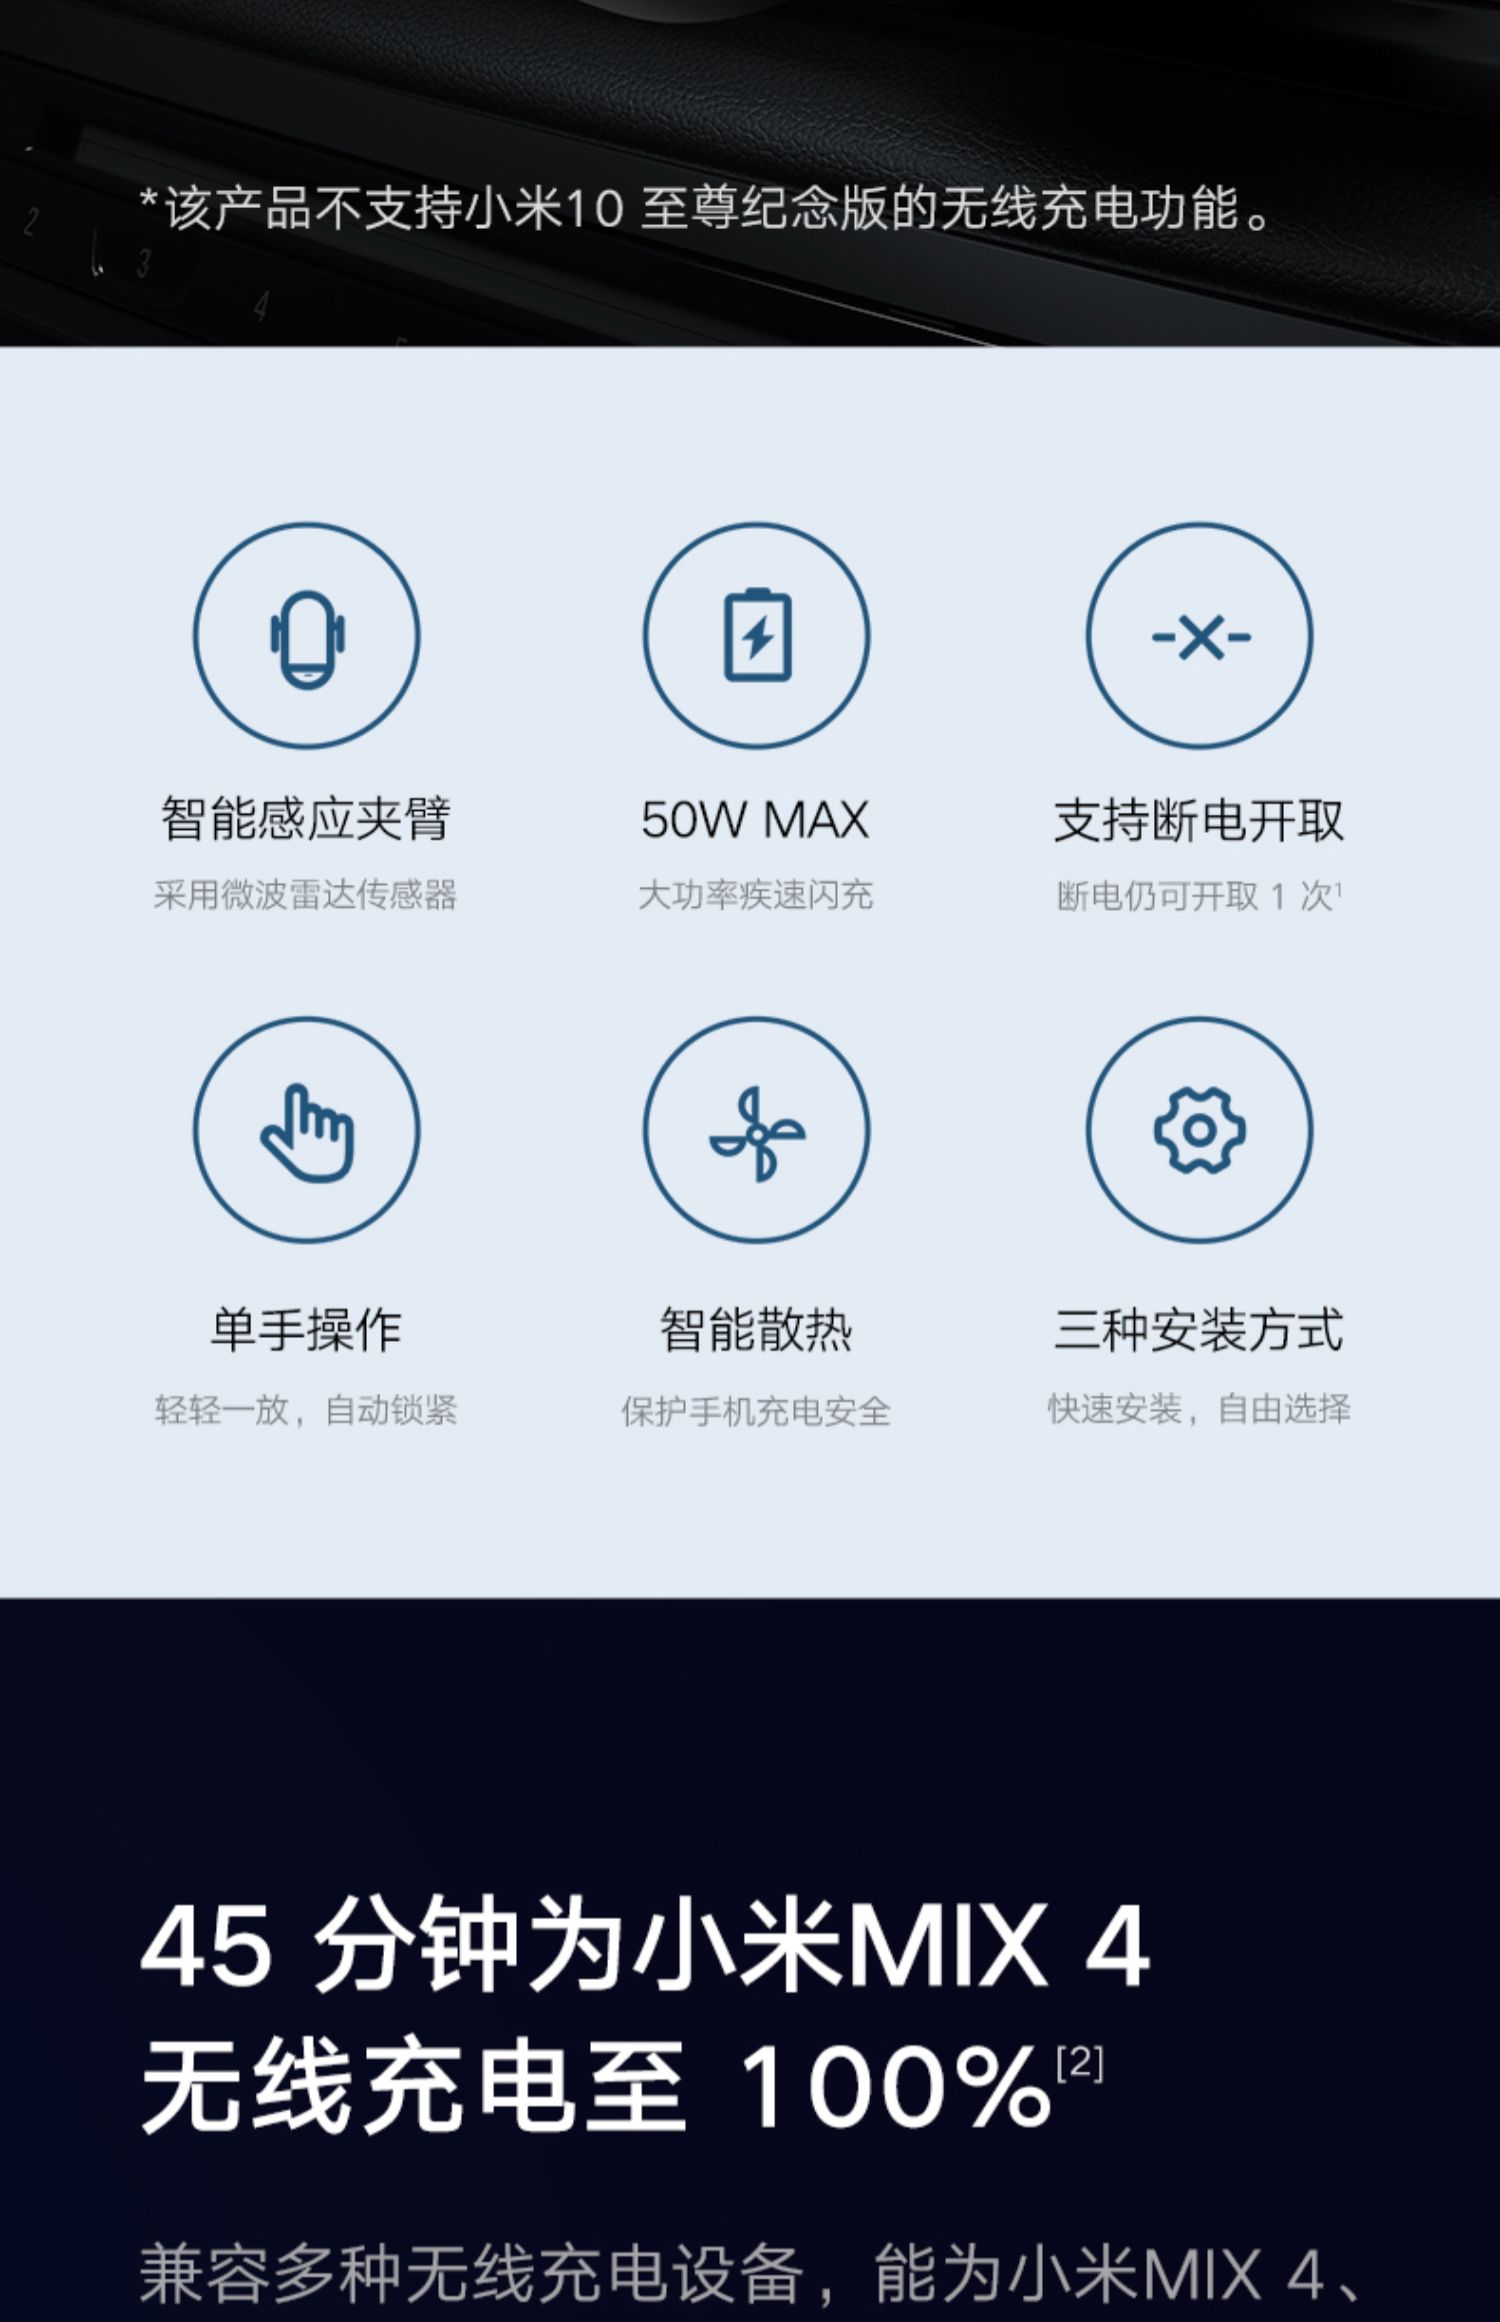 *该产品不支持小米10 至尊纪念版的无线充电功能。
2
3
4
智能感应夹臂
50W MAX
支持断电开取
采用微波雷达传感器
大功率疾速闪充
断电仍可开取 1 次¹
单手操作
智能散热
三种安装方式
轻轻一放，自动锁紧
保护手机充电安全
快速安装，自由选择
45 分钟为小米MIX 4
无线充电至 100%[2]
兼容多种无线充电设备，能为小米MIX 4、